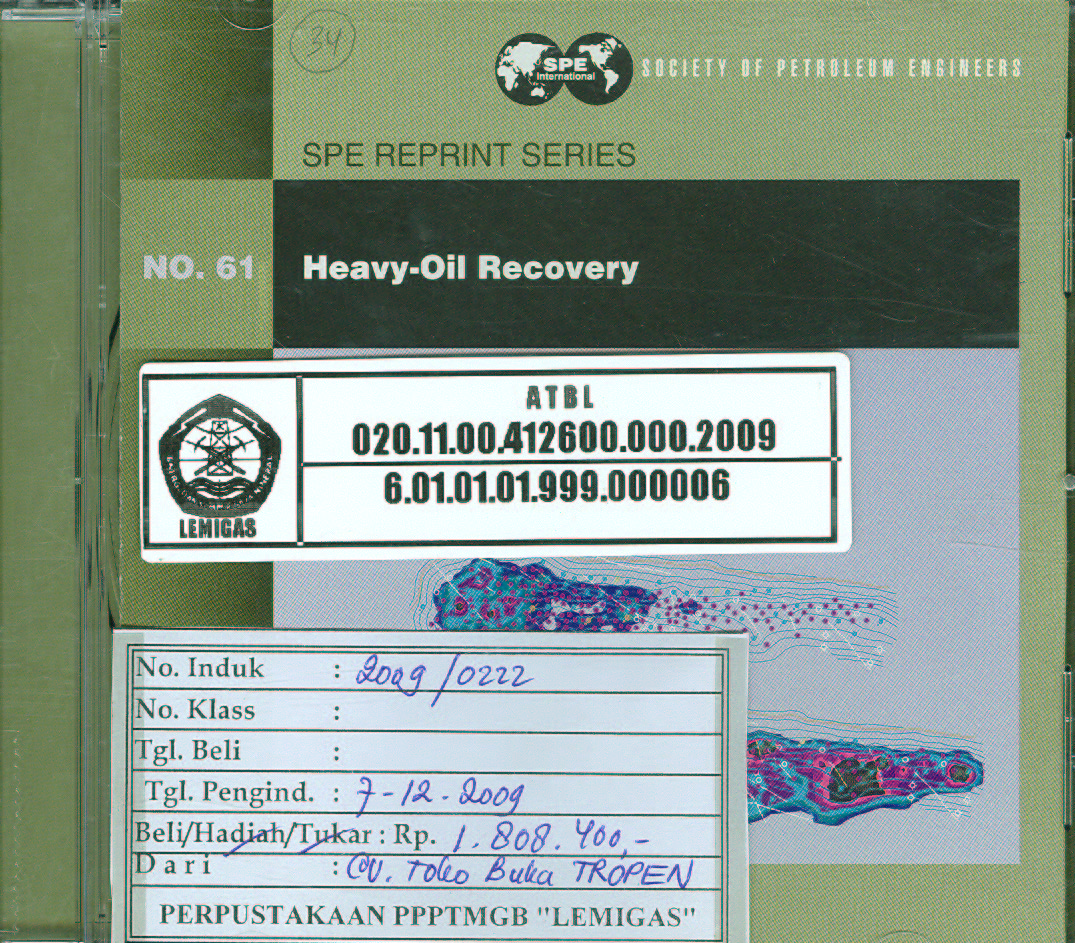 34
SPE
International
SOCIETY OF PETROLEUM ENGINEERS
SPE REPRINT SERIES
NO. 61 Heavy-Oil Recovery
ATBL
020.11.00.412600.000.2009
6.01.01.01.999.000006
LEMIGAS
No. Induk : 2009/0222
No. Klass :
Tgl. Beli :
Tgl. Pengind. : 7-12-2009
Beli/Hadiah/Tukar : Rp. 1.808.400,-
Dari : CV. Toko Buku TROPEN
PERPUSTAKAAN PPPTMGB "LEMIGAS"